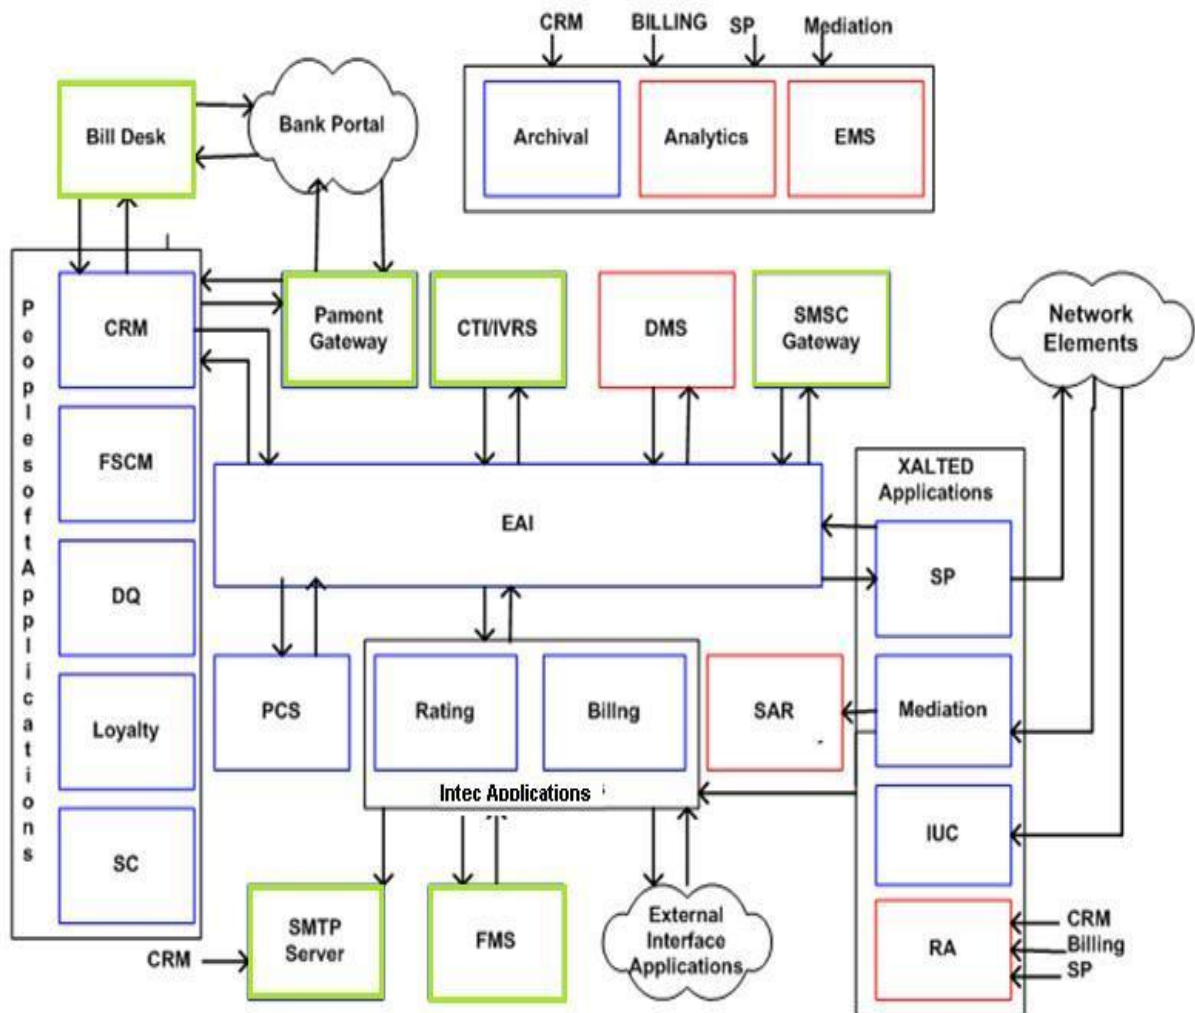 CRM
BILLING
SP
Mediation
Bill Desk
Bank Portal
Archival
Analytics
EMS
PeoplesoftApplications
CRM
Pament
Gateway
CTI/IVRS
DMS
SMSC
Gateway
Network
Elements
FSCM
EAI
XALTED
Applications
SP
DQ
PCS
Rating
Billng
SAR
Mediation
Loyalty
Intec Applications
IUC
SC
SMTP
Server
FMS
External
Interface
Applications
RA
CRM
Billing
SP
CRM